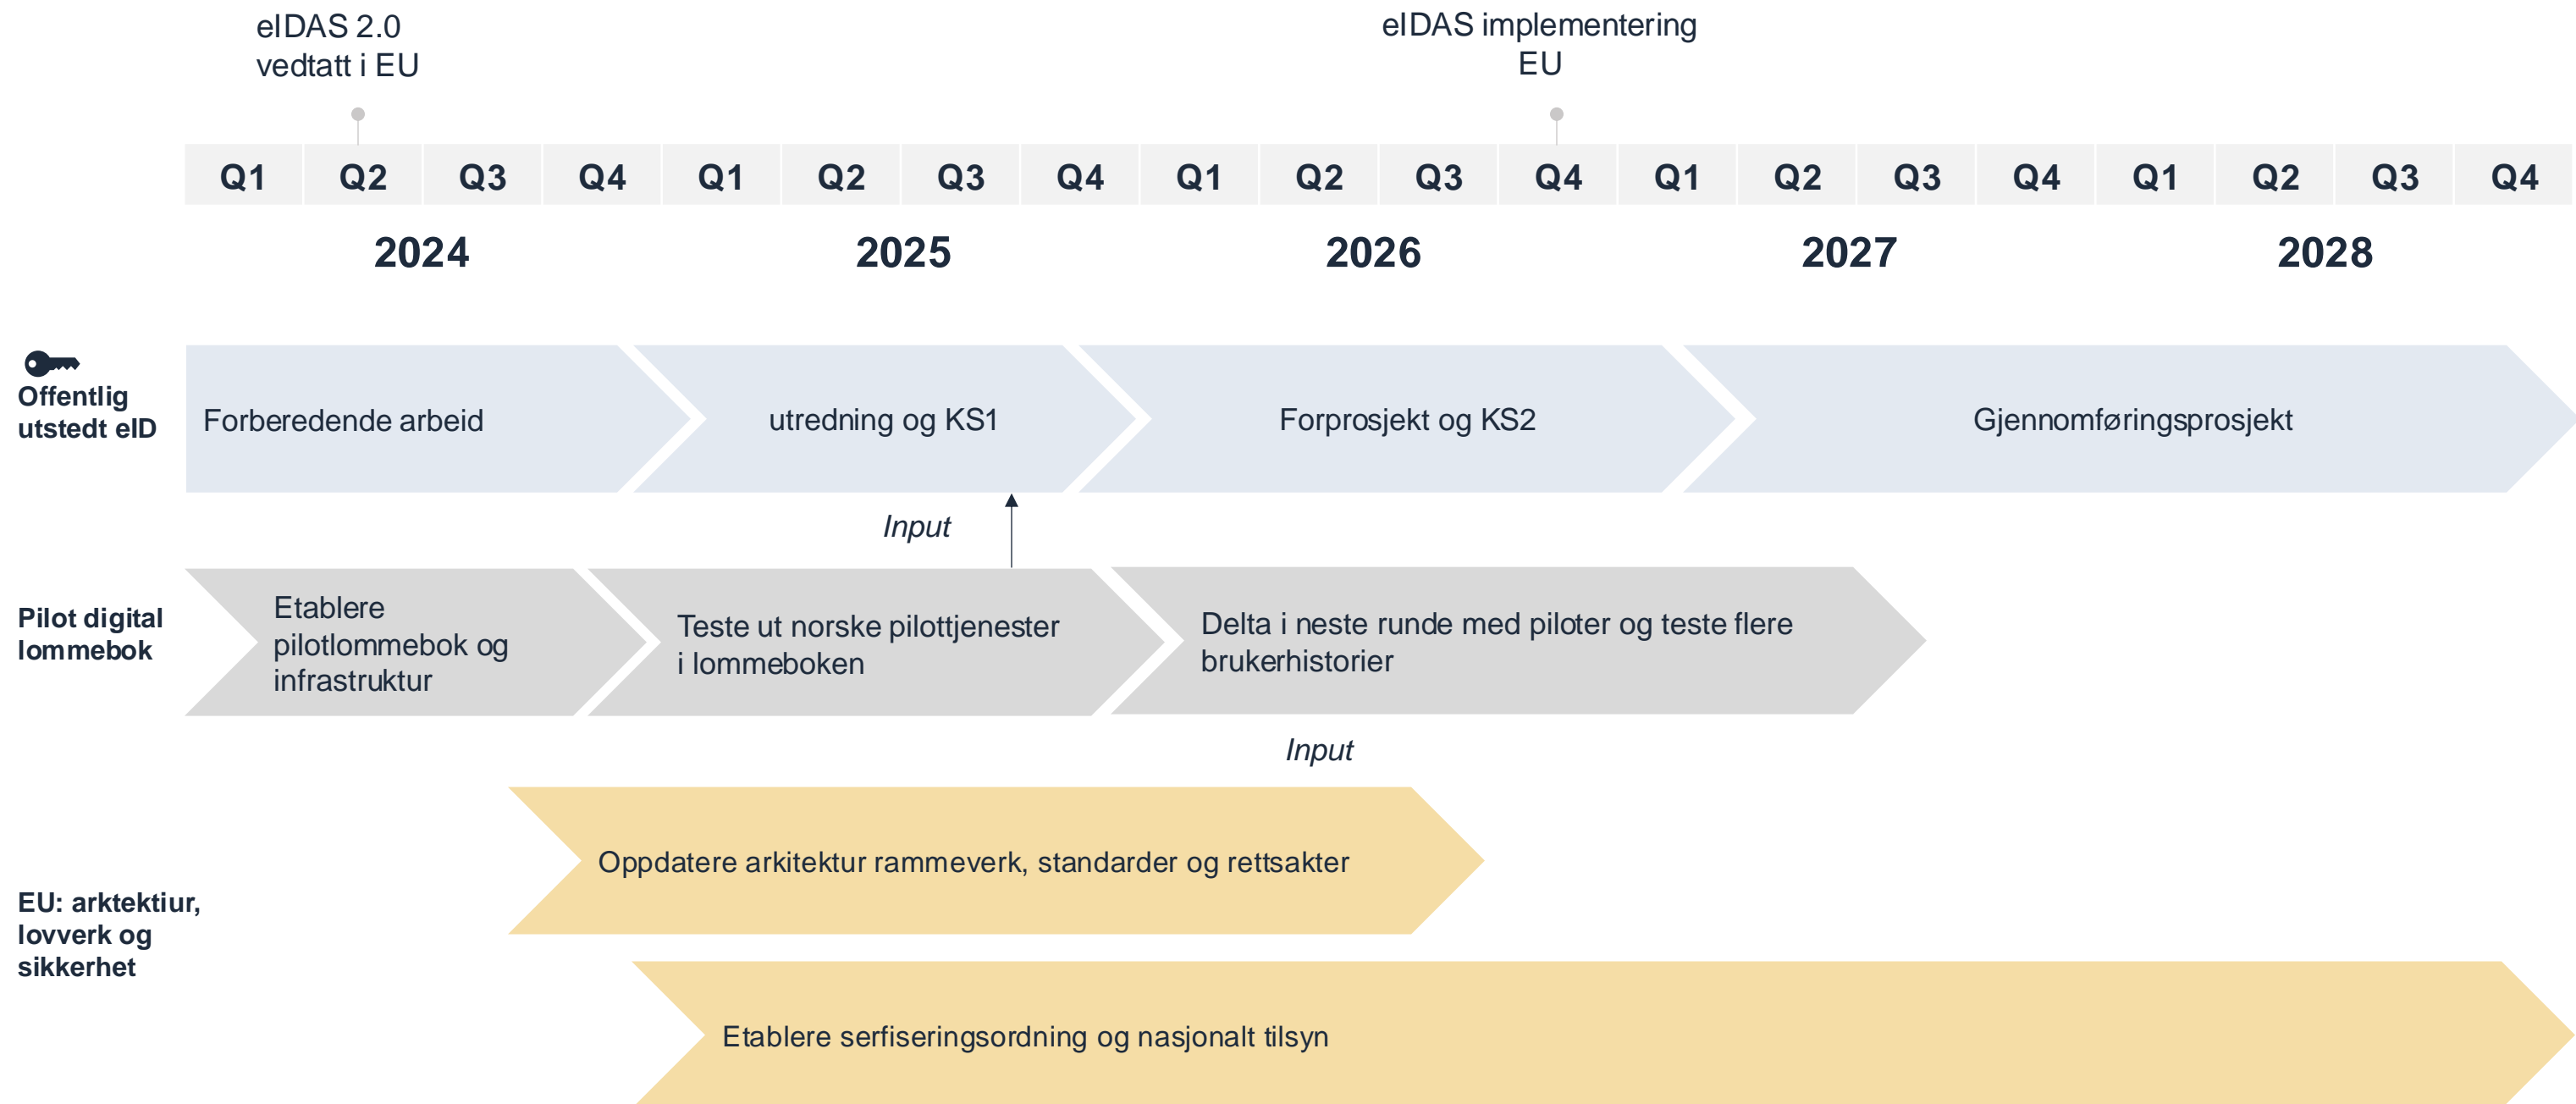 eIDAS 2.0
vedtatt i EU
eIDAS implementering
EU
Q1 Q2 Q3 Q4 Q1 Q2 Q3 Q4 Q1 Q2 Q3 Q4 Q1 Q2 Q3 Q4 Q1 Q2 Q3 Q4
2024 2025 2026 2027 2028
Offentlig
utstedt eID
Forberedende arbeid
utredning og KS1
Forprosjekt og KS2
Gjennomføringsprosjekt
Input
Pilot digital
lommebok
Etablere
pilotlommebok og
infrastruktur
Teste ut norske pilottjenester
i lommeboken
Delta i neste runde med piloter og teste flere
brukerhistorier
Input
EU: arktektiur,
lovverk og
sikkerhet
Oppdatere arkitektur rammeverk, standarder og rettsakter
Etablere serfiseringsordning og nasjonalt tilsyn